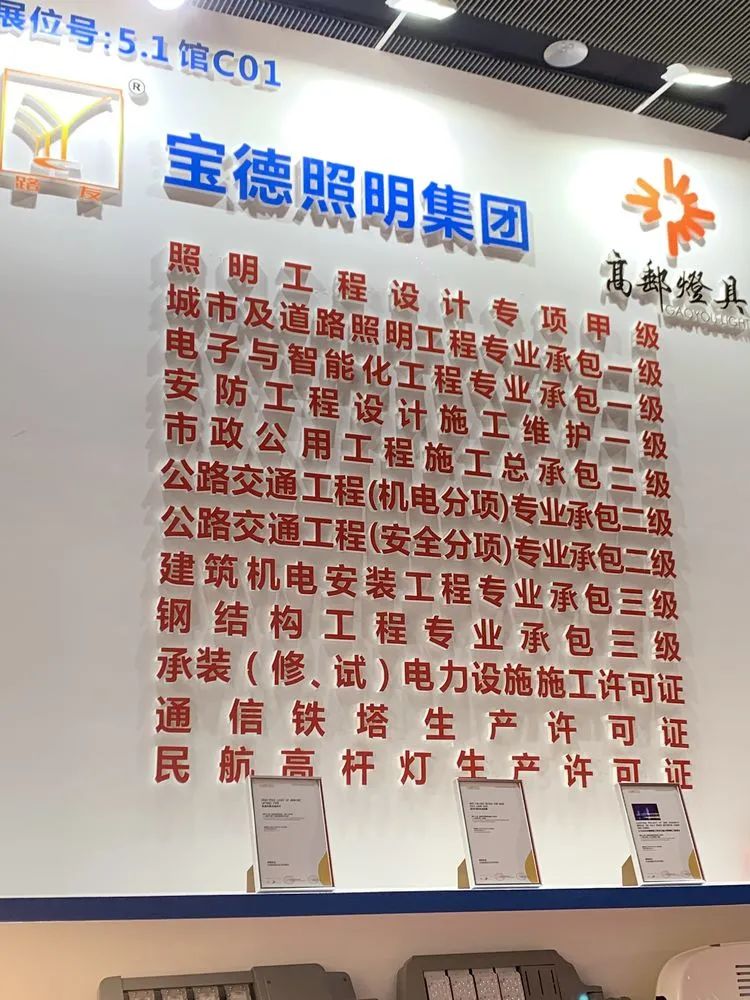 展位号:5.1馆C01
®
路友
宝德照明集团
高郵燈具
GAOYOU LIGHT
照明工程设计专项甲级
城市及道路照明工程专业承包一级
电子与智能化工程专业承包一级
安防工程设计施工维护一级
市政公用工程施工总承包二级
公路交通工程(机电分项)专业承包二级
公路交通工程(安全分项)专业承包二级
建筑机电安装工程专业承包三级
钢结构工程专业承包三级
承装（修、试）电力设施施工许可证
通信铁塔生产许可证
民航高杆灯生产许可证